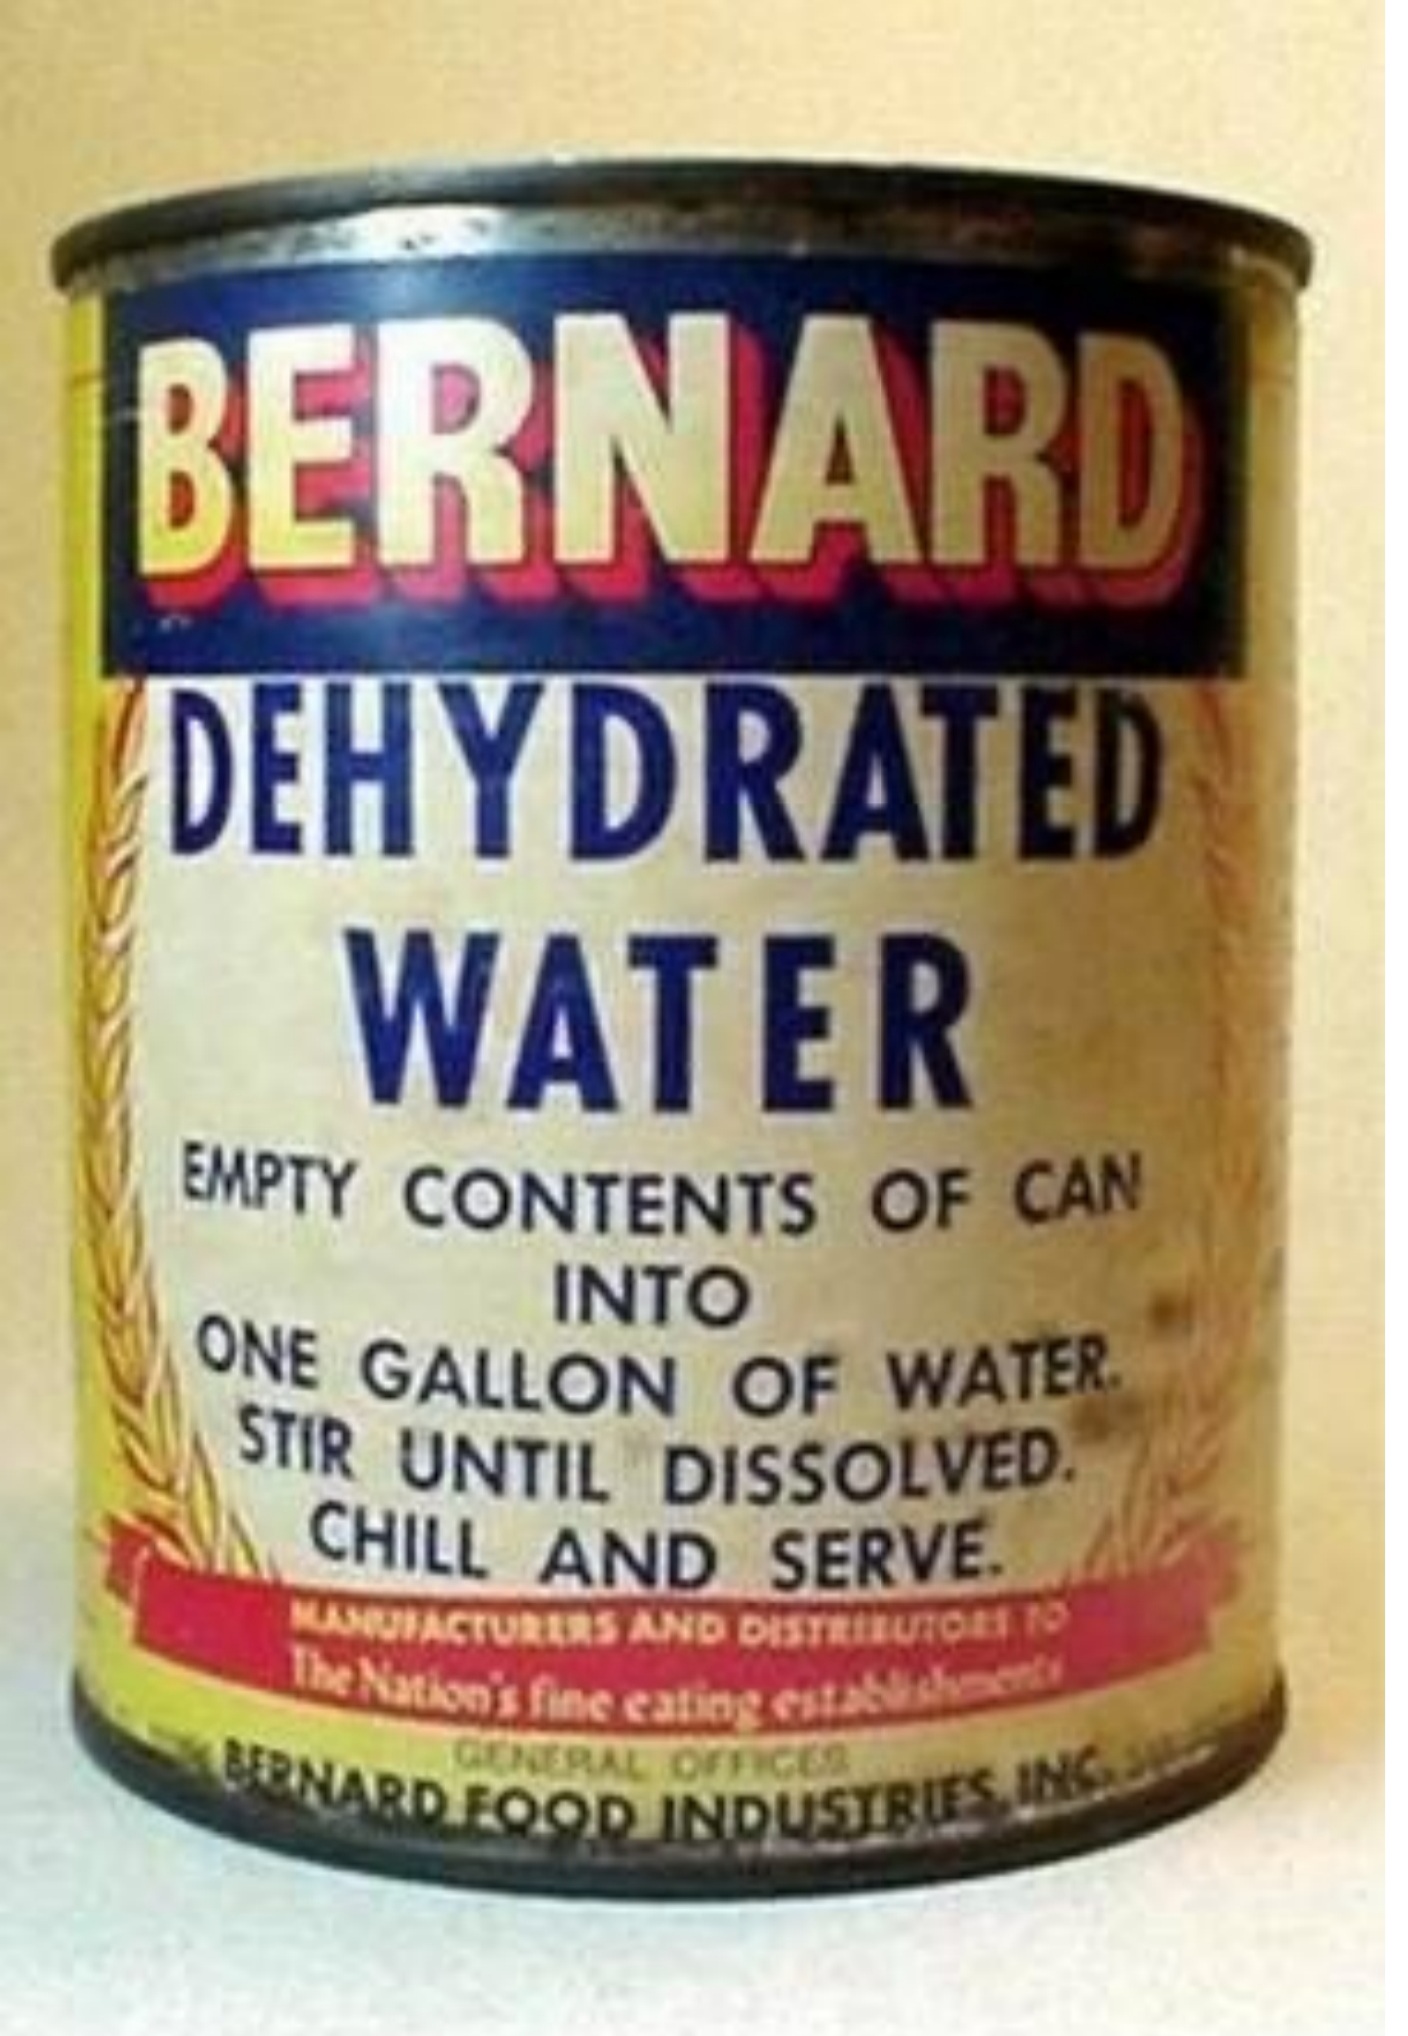 BERNARD
DEHYDRATED
WATER
EMPTY CONTENTS OF CAN
INTO
ONE GALLON OF WATER.
STIR UNTIL DISSOLVED.
CHILL AND SERVE.
MANUFACTURERS AND DISTRIBUTORS TO
The Nation's fine eating establishments
GENERAL OFFICES
BERNARD FOOD INDUSTRIES, INC.